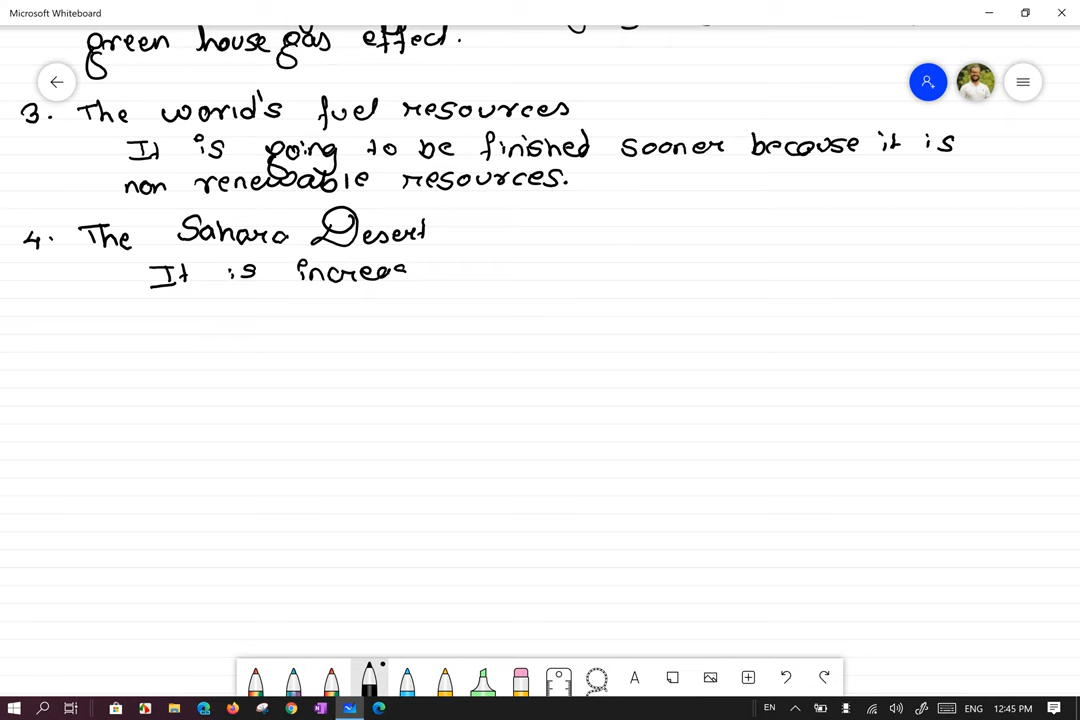 Microsoft Whiteboard
green house gas effect.
3. The world's fuel resources
It is going to be finished sooner because it is
non renewable resources.
4. The Sahara Desert
It is increa
A
EN
ENG 12:45 PM